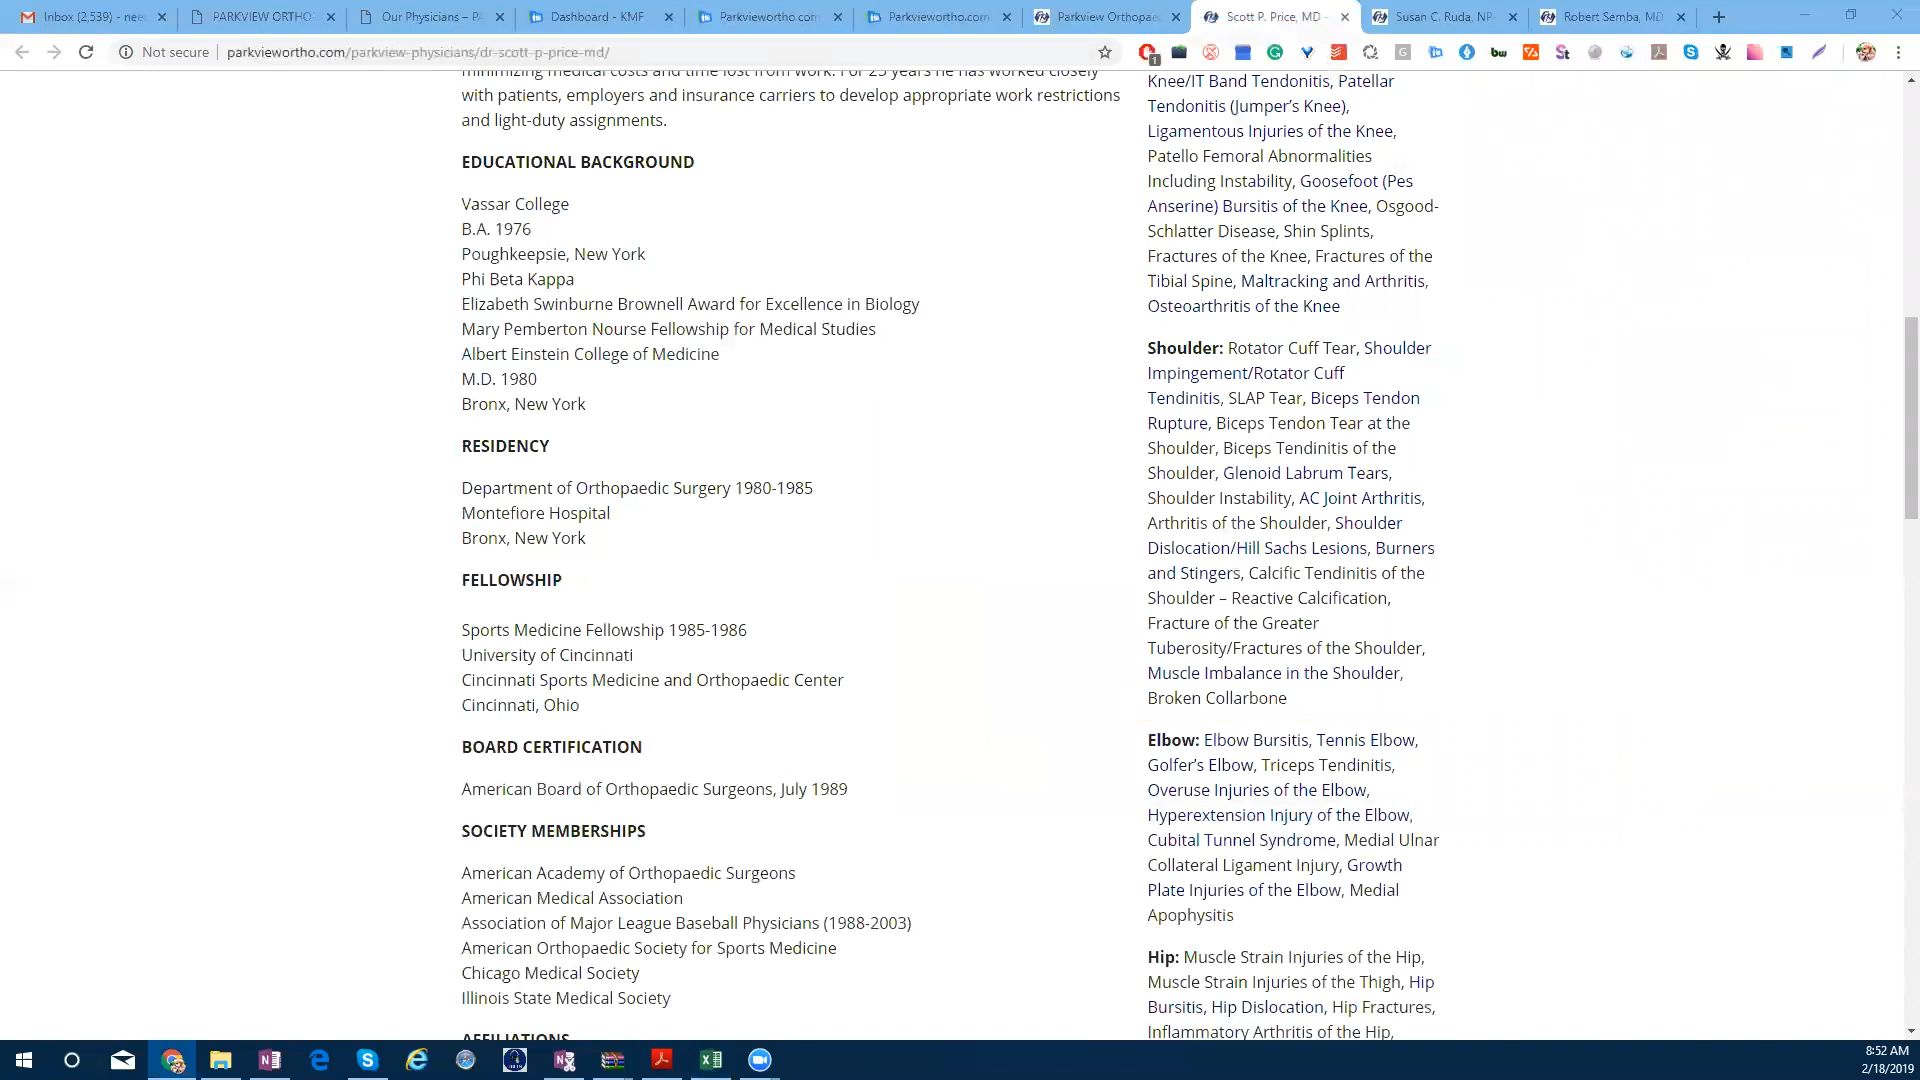 Inbox (2,539) - nee
PARKVIEW ORTHO
Our Physicians – PA
Dashboard - KMF
Parkviewortho.com
Parkviewortho.com
Parkview Orthopae
Scott P. Price, MD -
Susan C. Ruda, NP-
Robert Semba, MD
Not secure
parkviewortho.com/parkview-physicians/dr-scott-p-price-md/
minimizing medical costs and time lost from work. For 25 years he has worked closely
with patients, employers and insurance carriers to develop appropriate work restrictions
and light-duty assignments.
EDUCATIONAL BACKGROUND
Vassar College
B.A. 1976
Poughkeepsie, New York
Phi Beta Kappa
Elizabeth Swinburne Brownell Award for Excellence in Biology
Mary Pemberton Nourse Fellowship for Medical Studies
Albert Einstein College of Medicine
M.D. 1980
Bronx, New York
RESIDENCY
Department of Orthopaedic Surgery 1980-1985
Montefiore Hospital
Bronx, New York
FELLOWSHIP
Sports Medicine Fellowship 1985-1986
University of Cincinnati
Cincinnati Sports Medicine and Orthopaedic Center
Cincinnati, Ohio
BOARD CERTIFICATION
American Board of Orthopaedic Surgeons, July 1989
SOCIETY MEMBERSHIPS
American Academy of Orthopaedic Surgeons
American Medical Association
Association of Major League Baseball Physicians (1988-2003)
American Orthopaedic Society for Sports Medicine
Chicago Medical Society
Illinois State Medical Society
AFFILIATIONS
Knee/IT Band Tendonitis, Patellar
Tendonitis (Jumper's Knee),
Ligamentous Injuries of the Knee,
Patello Femoral Abnormalities
Including Instability, Goosefoot (Pes
Anserine) Bursitis of the Knee, Osgood-
Schlatter Disease, Shin Splints,
Fractures of the Knee, Fractures of the
Tibial Spine, Maltracking and Arthritis,
Osteoarthritis of the Knee
Shoulder: Rotator Cuff Tear, Shoulder
Impingement/Rotator Cuff
Tendinitis, SLAP Tear, Biceps Tendon
Rupture, Biceps Tendon Tear at the
Shoulder, Biceps Tendinitis of the
Shoulder, Glenoid Labrum Tears,
Shoulder Instability, AC Joint Arthritis,
Arthritis of the Shoulder, Shoulder
Dislocation/Hill Sachs Lesions, Burners
and Stingers, Calcific Tendinitis of the
Shoulder – Reactive Calcification,
Fracture of the Greater
Tuberosity/Fractures of the Shoulder,
Muscle Imbalance in the Shoulder,
Broken Collarbone
Elbow: Elbow Bursitis, Tennis Elbow,
Golfer's Elbow, Triceps Tendinitis,
Overuse Injuries of the Elbow,
Hyperextension Injury of the Elbow,
Cubital Tunnel Syndrome, Medial Ulnar
Collateral Ligament Injury, Growth
Plate Injuries of the Elbow, Medial
Apophysitis
Hip: Muscle Strain Injuries of the Hip,
Muscle Strain Injuries of the Thigh, Hip
Bursitis, Hip Dislocation, Hip Fractures,
Inflammatory Arthritis of the Hip,
8:52 AM
2/18/2019